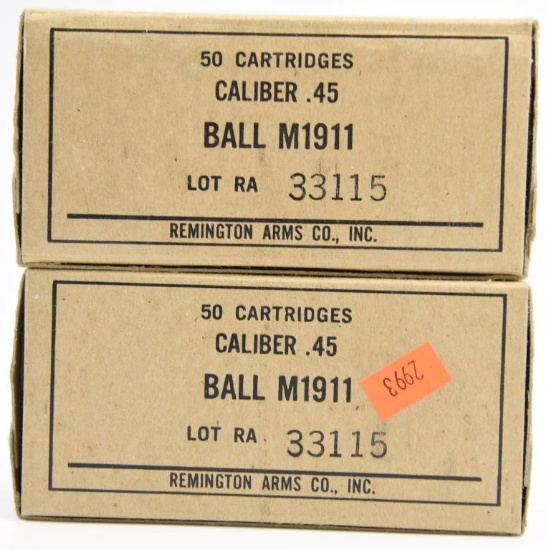 50 CARTRIDGES
CALIBER .45
BALL M1911
LOT RA 33115
REMINGTON ARMS CO., INC.
50 CARTRIDGES
CALIBER .45
BALL M1911
2993
LOT RA. 33115
REMINGTON ARMS CO., INC.